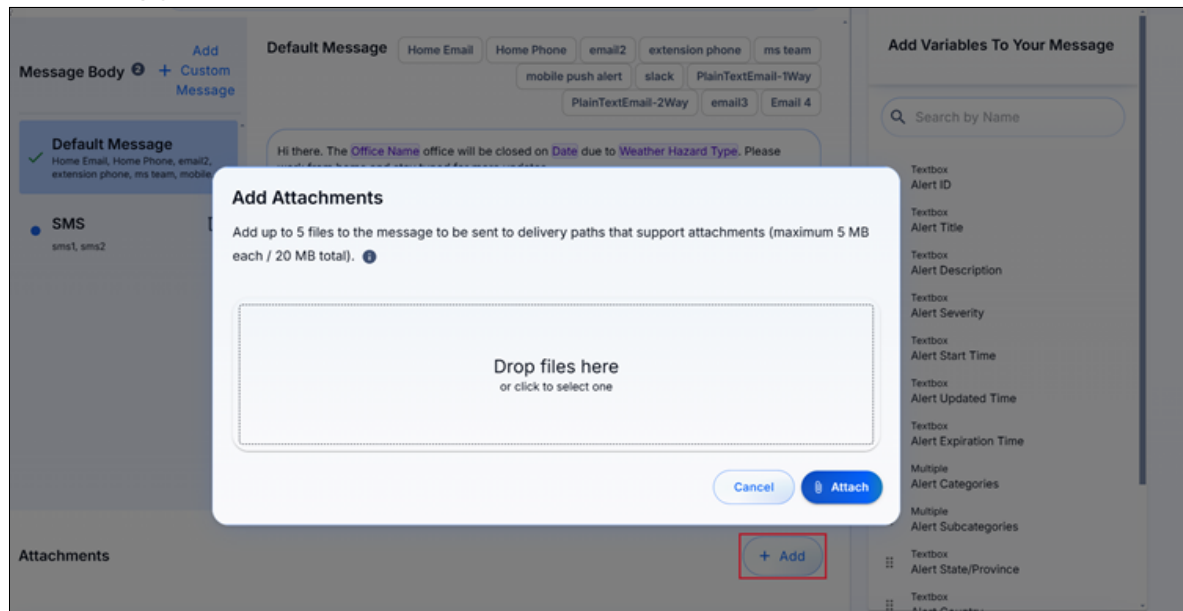 Message Body 2
+ Add Custom Message
Default Message
Home Email, Home Phone, email2,
extension phone, ms team, mobile
SMS
sms1, sms2
Default Message
Home Email
Home Phone
email2
extension phone
ms team
mobile push alert
slack
PlainTextEmail-1Way
PlainTextEmail-2Way
email3
Email 4
Hi there. The Office Name office will be closed on Date due to Weather Hazard Type. Please
Add Attachments
Add up to 5 files to the message to be sent to delivery paths that support attachments (maximum 5 MB
each / 20 MB total).
Drop files here
or click to select one
Cancel
Attach
Attachments
+ Add
Add Variables To Your Message
Search by Name
Textbox
Alert ID
Textbox
Alert Title
Textbox
Alert Description
Textbox
Alert Severity
Textbox
Alert Start Time
Textbox
Alert Updated Time
Textbox
Alert Expiration Time
Multiple
Alert Categories
Multiple
Alert Subcategories
Textbox
Alert State/Province
Textbox